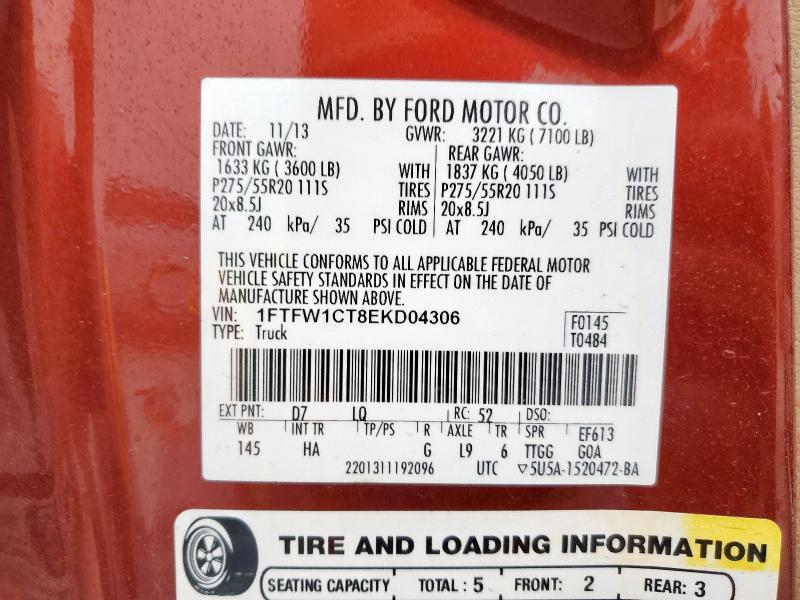 MFD. BY FORD MOTOR CO.
DATE: 11/13 GVWR: 3221 KG ( 7100 LB)
FRONT GAWR: REAR GAWR:
1633 KG ( 3600 LB) WITH 1837 KG ( 4050 LB) WITH
P275/55R20 111S TIRES P275/55R20 111S TIRES
20x8.5J RIMS 20x8.5J RIMS
AT 240 kPa/ 35 PSI COLD AT 240 kPa/ 35 PSI COLD
THIS VEHICLE CONFORMS TO ALL APPLICABLE FEDERAL MOTOR
VEHICLE SAFETY STANDARDS IN EFFECT ON THE DATE OF
MANUFACTURE SHOWN ABOVE.
VIN: 1FTFW1CT8EKD04306 F0145
TYPE: Truck T0484
EXT PNT: D7 LQ RC: 52 DSO:
WB INT TR TP/PS R AXLE TR SPR EF613
145 HA G L9 6 TTGG GOA
2201311192096 UTC ▽5U5A-1520472-BA
TIRE AND LOADING INFORMATION
SEATING CAPACITY TOTAL : 5 FRONT: 2 REAR: 3